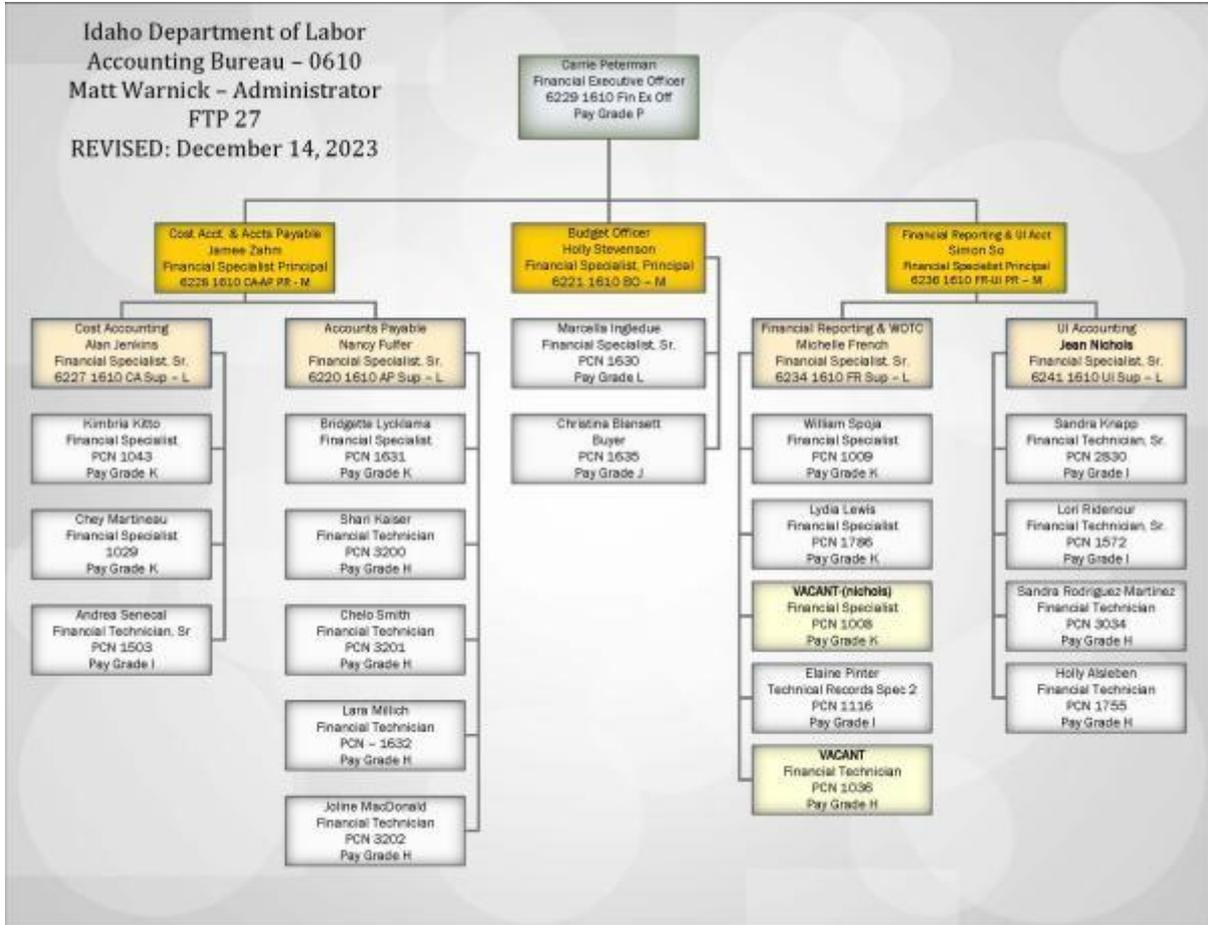 Idaho Department of Labor
Accounting Bureau – 0610
Matt Warnick – Administrator
FTP 27
REVISED: December 14, 2023
Carrie Peterman
Financial Executive Officer
6229 1610 Fin Ex Off
Pay Grade P
Cost Acct. & Accts Payable
Jamee Zahm
Financial Specialist Principal
6226 1610 CA-AP PR - M
Budget Officer
Holly Stevenson
Financial Specialist, Principal
6221 1610 BO – M
Financial Reporting & UI Acct
Simon So
Financial Specialist Principal
6236 1610 FR-UI PR – M
Cost Accounting
Alan Jenkins
Financial Specialist, Sr.
6227 1610 CA Sup – L
Kimbria Kitto
Financial Specialist
PCN 1043
Pay Grade K
Chey Martineau
Financial Specialist
1029
Pay Grade K
Andrea Senecal
Financial Technician, Sr
PCN 1503
Pay Grade I
Accounts Payable
Nancy Fulfer
Financial Specialist, Sr.
6220 1610 AP Sup – L
Bridgette Lycklama
Financial Specialist
PCN 1631
Pay Grade K
Shari Kaiser
Financial Technician
PCN 3200
Pay Grade H
Chelo Smith
Financial Technician
PCN 3201
Pay Grade H
Lara Millich
Financial Technician
PCN – 1632
Pay Grade H
Joline MacDonald
Financial Technician
PCN 3202
Pay Grade H
Marcella Ingledue
Financial Specialist, Sr.
PCN 1630
Pay Grade L
Christina Blansett
Buyer
PCN 1635
Pay Grade J
Financial Reporting & WOTC
Michelle French
Financial Specialist, Sr.
6234 1610 FR Sup – L
William Spoja
Financial Specialist
PCN 1009
Pay Grade K
Lydia Lewis
Financial Specialist
PCN 1786
Pay Grade K
VACANT-(nichols)
Financial Specialist
PCN 1008
Pay Grade K
Elaine Pinter
Technical Records Spec 2
PCN 1116
Pay Grade I
VACANT
Financial Technician
PCN 1036
Pay Grade H
UI Accounting
Jean Nichols
Financial Specialist, Sr.
6241 1610 UI Sup – L
Sandra Knapp
Financial Technician, Sr.
PCN 2830
Pay Grade I
Lori Ridenour
Financial Technician, Sr.
PCN 1572
Pay Grade I
Sandra Rodriguez-Martinez
Financial Technician
PCN 3034
Pay Grade H
Holly Alsleben
Financial Technician
PCN 1755
Pay Grade H